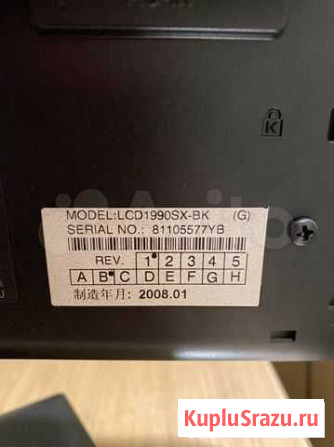 MODEL:LCD1990SX-BK (G)
SERIAL NO.: 81105577YB
REV. 1 2 3 4 5
A B C D E F G H
制造年月: 2008.01
K
Avito
KupluSrazu.ru